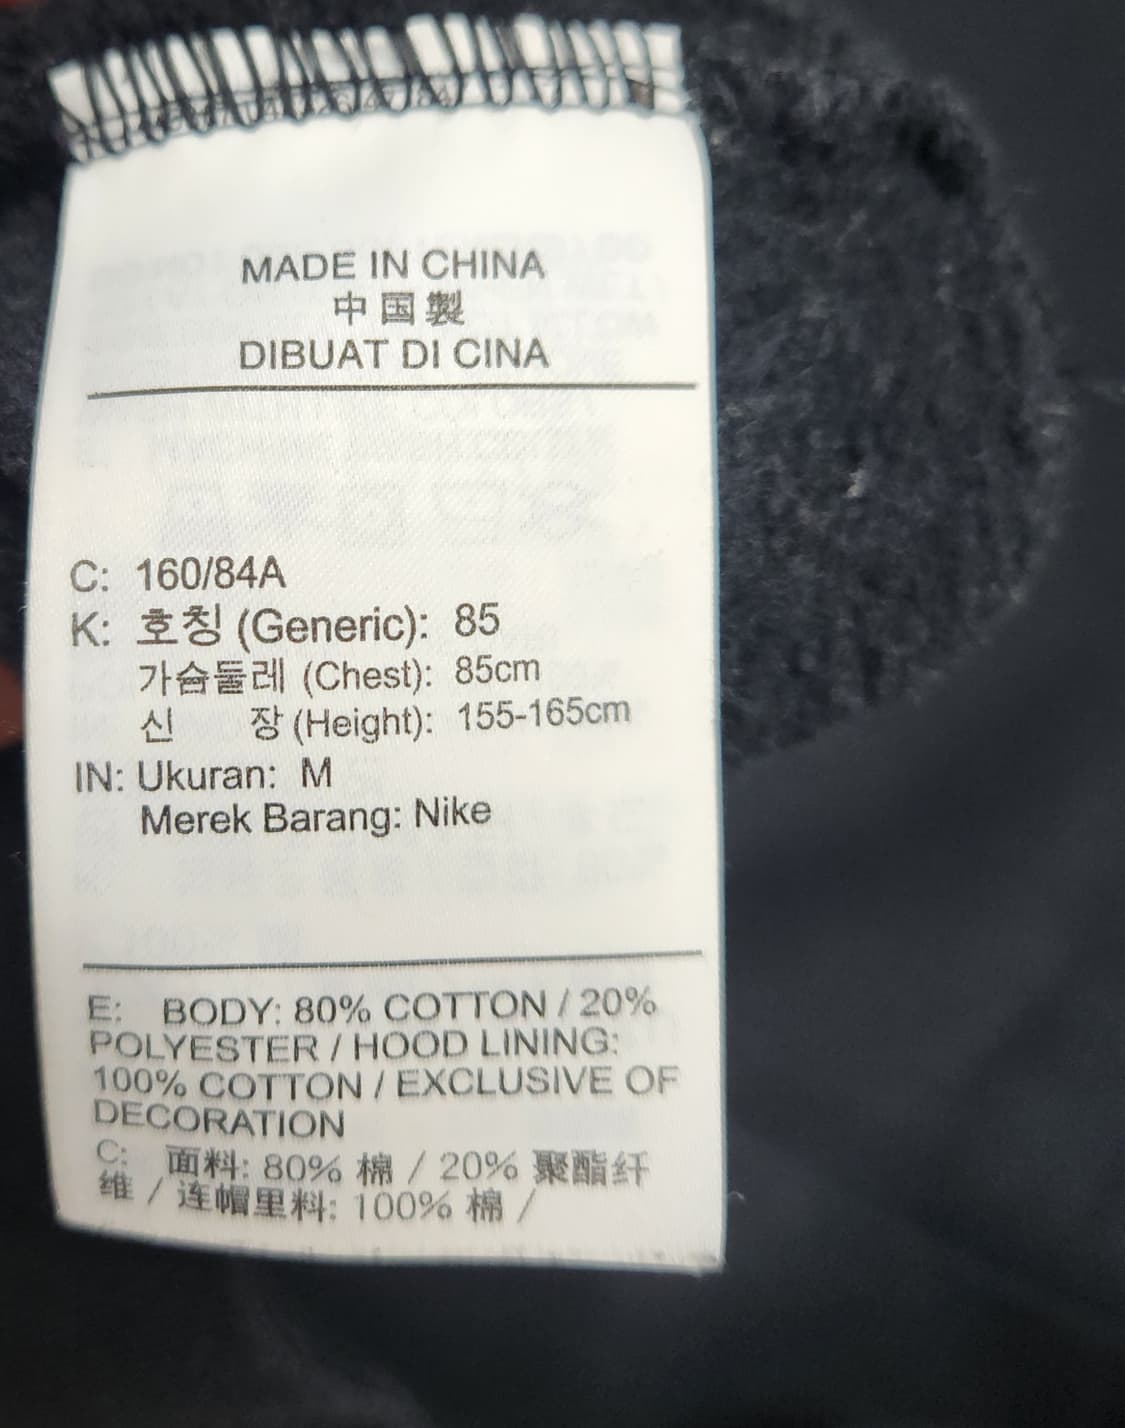 MADE IN CHINA
中国製
DIBUAT DI CINA
C: 160/84A
K: 호칭 (Generic): 85
가슴둘레 (Chest): 85cm
신 장 (Height): 155-165cm
IN: Ukuran: M
Merek Barang: Nike
E: BODY: 80% COTTON / 20%
POLYESTER / HOOD LINING:
100% COTTON / EXCLUSIVE OF
DECORATION
C: 面料: 80% 棉 / 20% 聚酯纤
维 / 连帽里料: 100% 棉 /